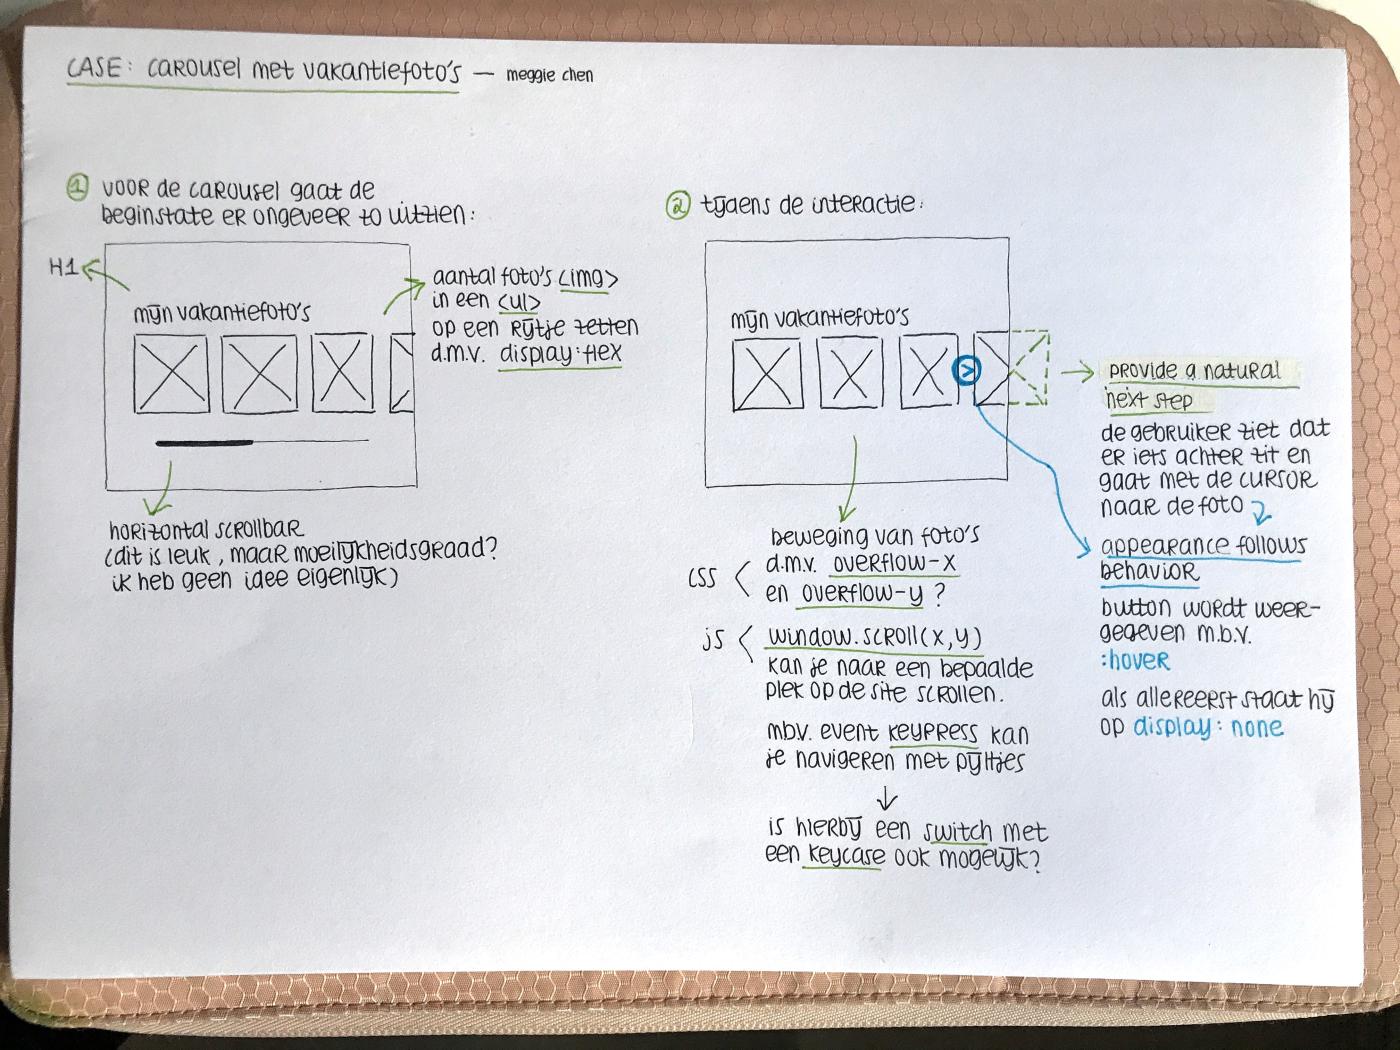 CASE: carousel met vakantiefoto's — meggie chen
1 voor de carousel gaat de
beginstate er ongeveer zo uitzien:
H1
mijn vakantiefoto's
aantal foto's <img>
in een <ul>
op een rijtje zetten
d.m.v. display:flex
horizontal scrollbar
(dit is leuk, maar moeilijkheidsgraad?
ik heb geen idee eigenlijk)
2 tijdens de interactie:
mijn vakantiefoto's
>
beweging van foto's
CSS < d.m.v. overflow-x
en overflow-y?
js < window.scroll(x,y)
kan je naar een bepaalde
plek op de site scrollen.
mbv. event keypress kan
je navigeren met pijltjes
is hierbij een switch met
een keycase ook mogelijk?
provide a natural
next step
de gebruiker ziet dat
er iets achter zit en
gaat met de cursor
naar de foto
appearance follows
behavior
button wordt weer-
gegeven m.b.v.
:hover
als allereerst staat hij
op display: none